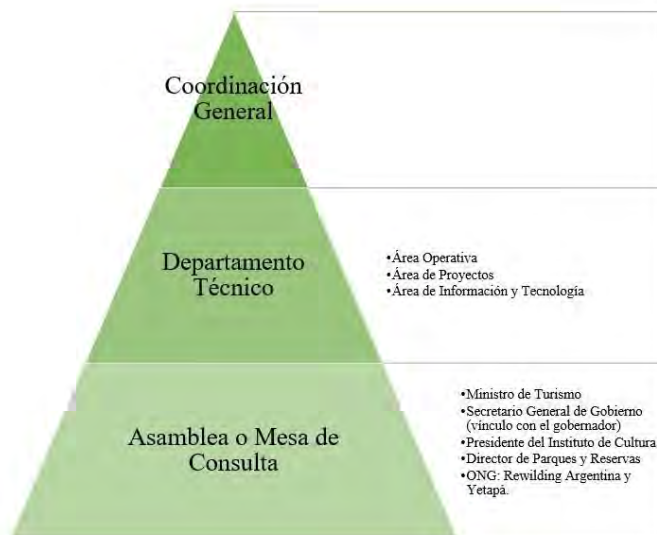 Coordinación
General
Departamento
Técnico
•Área Operativa
•Área de Proyectos
•Área de Información y Tecnología
Asamblea o Mesa de
Consulta
•Ministro de Turismo
•Secretario General de Gobierno
(vínculo con el gobernador)
•Presidente del Instituto de Cultura
•Director de Parques y Reservas
•ONG: Rewilding Argentina y
Yetapá.